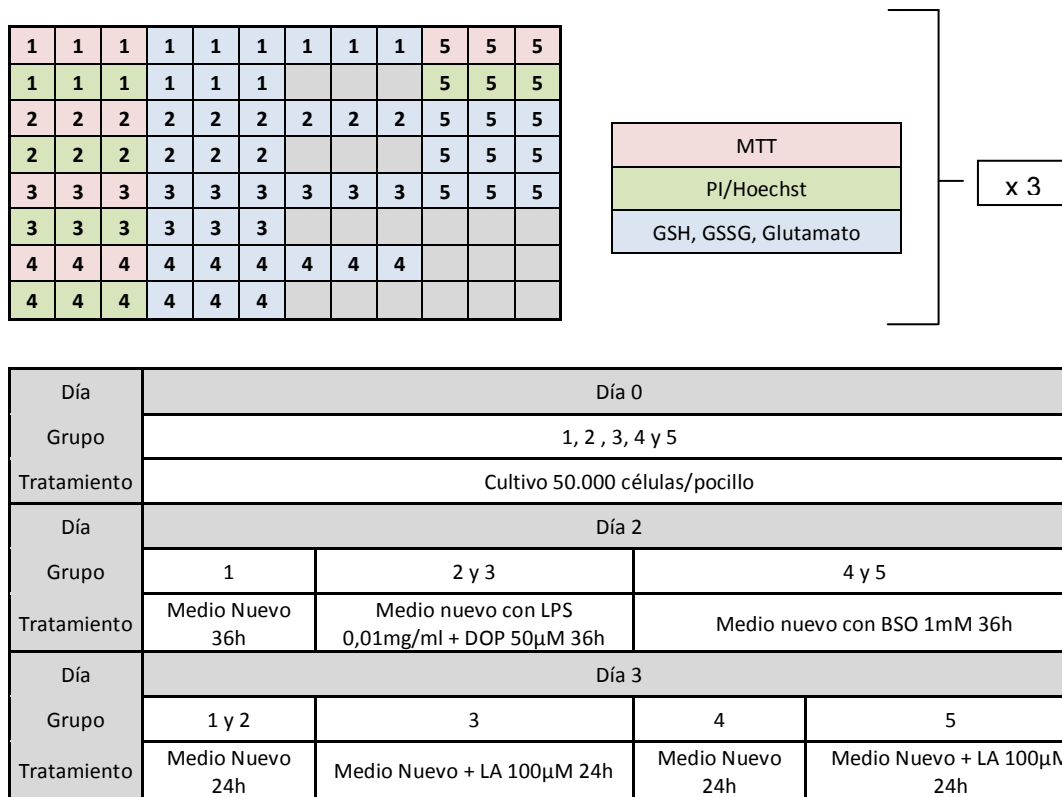 1 1 1 1 1 1 1 1 1 5 5 5
1 1 1 1 1 1 5 5 5
2 2 2 2 2 2 2 2 2 5 5 5
2 2 2 2 2 2 5 5 5
3 3 3 3 3 3 3 3 3 5 5 5
3 3 3 3 3 3
4 4 4 4 4 4 4 4 4
4 4 4 4 4 4
MTT
PI/Hoechst
GSH, GSSG, Glutamato
x 3
Día Día 0
Grupo 1, 2 , 3, 4 y 5
Tratamiento Cultivo 50.000 células/pocillo
Día Día 2
Grupo 1 2 y 3 4 y 5
Tratamiento Medio Nuevo
36h
Medio nuevo con LPS
0,01mg/ml + DOP 50µM 36h
Medio nuevo con BSO 1mM 36h
Día Día 3
Grupo 1 y 2 3 4 5
Tratamiento Medio Nuevo
24h
Medio Nuevo + LA 100µM 24h
Medio Nuevo
24h
Medio Nuevo + LA 100µM
24h